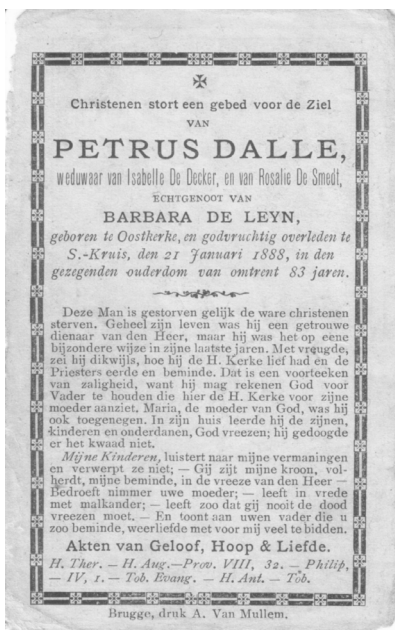 Christenen stort een gebed voor de Ziel
VAN
PETRUS DALLE,
weduwaar van Isabelle De Decker, en van Rosalie De Smedt,
ECHTGENOOT VAN
BARBARA DE LEYN,
geboren te Oostkerke, en godvruchtig overleden te
S.-Kruis, den 21 Januari 1888, in den
gezegenden ouderdom van omtrent 83 jaren.
Deze Man is gestorven gelijk de ware christenen
sterven. Geheel zijn leven was hij een getrouwe
dienaar van den Heer, maar hij was het op eene
bijzondere wijze in zijne laatste jaren. Met vreugde,
zei hij dikwijls, hoe hij de H. Kerke lief had en de
Priesters eerde en beminde. Dat is een voorteeken
van zaligheid, want hij mag rekenen God voor
Vader te houden die hier de H. Kerke voor zijne
moeder aanziet. Maria, de moeder van God, was hij
ook toegenegen. In zijn huis leerde hij de zijnen,
kinderen en onderdanen, God vreezen; hij gedoogde
er het kwaad niet.
Mijne Kinderen, luistert naar mijne vermaningen
en verwerpt ze niet; — Gij zijt mijne kroon, vol-
herdt, mijne beminde, in de vreeze van den Heer —
Bedroeft nimmer uwe moeder; — leeft in vrede
met malkander; — leeft zoo dat gij nooit de dood
vreezen moet. — En toont aan uwen vader die u
zoo beminde, weerliefde met voor mij veel te bidden.
Akten van Geloof, Hoop & Liefde.
H. Ther. — H. Aug. — Prov. VIII, 32. — Philip,
— IV, 1. — Tob. Evang. — H. Ant. — Tob.
Brugge, druk A. Van Mullem.